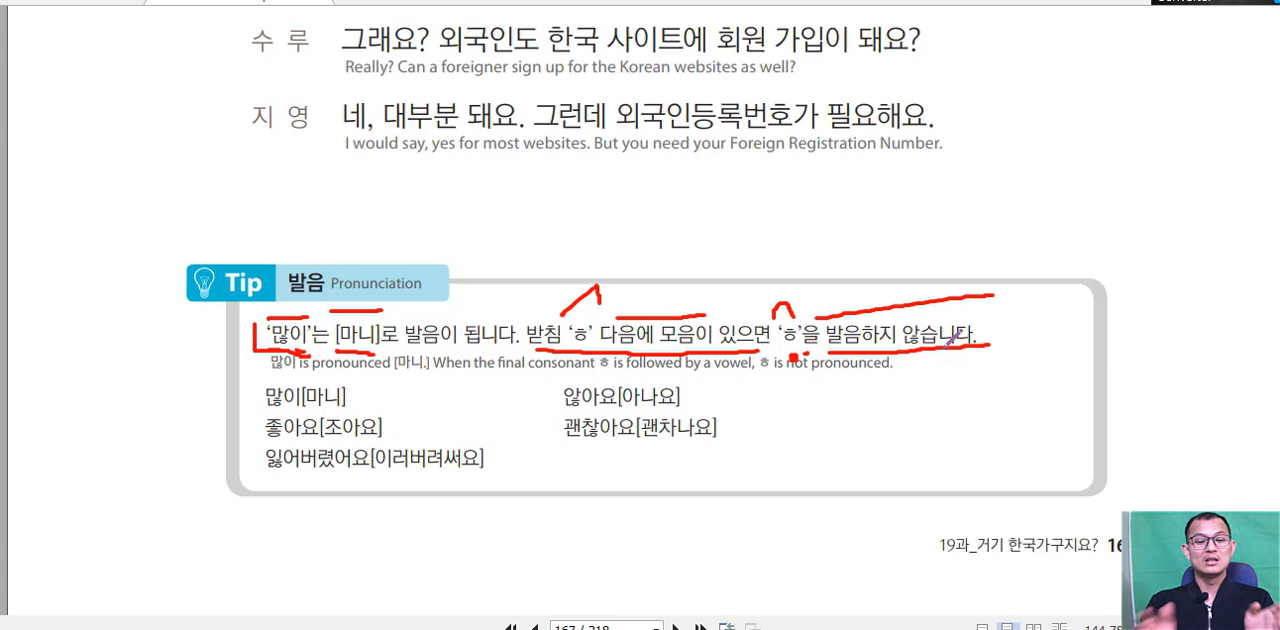 수 루 그래요? 외국인도 한국 사이트에 회원 가입이 돼요?
Really? Can a foreigner sign up for the Korean websites as well?
지 영 네, 대부분 돼요. 그런데 외국인등록번호가 필요해요.
I would say, yes for most websites. But you need your Foreign Registration Number.
Tip 발음 Pronunciation
‘많이’는 [마니]로 발음이 됩니다. 받침 ‘ㅎ’ 다음에 모음이 있으면 ‘ㅎ’을 발음하지 않습니다.
많이 is pronounced [마니.] When the final consonant ㅎ is followed by a vowel, ㅎ is not pronounced.
많이[마니] 않아요[아나요]
좋아요[조아요] 괜찮아요[괜차나요]
잃어버렸어요[이러버려써요]
19과_거기 한국가구지요? 16
167 / 218